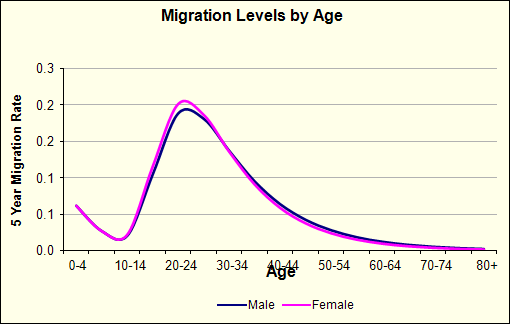 Migration Levels by Age
5 Year Migration Rate
0.3
0.2
0.2
0.1
0.1
0.0
0-4 10-14 20-24 30-34 40-44 50-54 60-64 70-74 80+
Age
Male Female